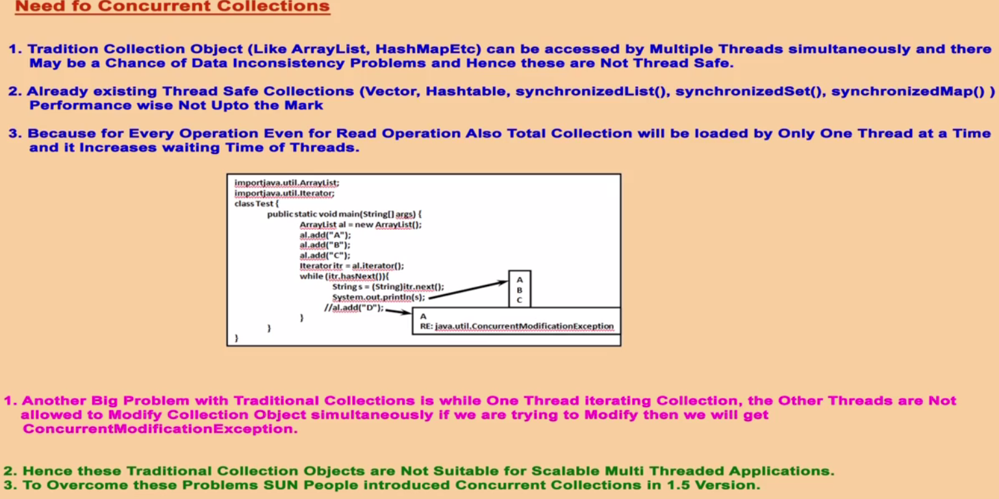 Need fo Concurrent Collections
1. Tradition Collection Object (Like ArrayList, HashMapEtc) can be accessed by Multiple Threads simultaneously and there
May be a Chance of Data Inconsistency Problems and Hence these are Not Thread Safe.
2. Already existing Thread Safe Collections (Vector, Hashtable, synchronizedList(), synchronizedSet(), synchronizedMap() )
Performance wise Not Upto the Mark
3. Because for Every Operation Even for Read Operation Also Total Collection will be loaded by Only One Thread at a Time
and it Increases waiting Time of Threads.
importjava.util.ArrayList;
importjava.util.Iterator;
class Test {
public static void main(String[] args) {
ArrayList al = new ArrayList();
al.add("A");
al.add("B");
al.add("C");
Iterator itr = al.iterator();
while (itr.hasNext()){
String s = (String)itr.next();
System.out.println(s);
//al.add("D");
}
}
}
A
B
C
A
RE: java.util.ConcurrentModificationException
1. Another Big Problem with Traditional Collections is while One Thread iterating Collection, the Other Threads are Not
allowed to Modify Collection Object simultaneously if we are trying to Modify then we will get
ConcurrentModificationException.
2. Hence these Traditional Collection Objects are Not Suitable for Scalable Multi Threaded Applications.
3. To Overcome these Problems SUN People introduced Concurrent Collections in 1.5 Version.